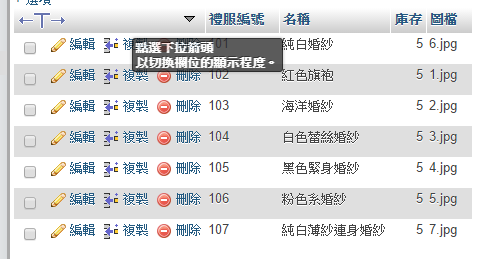 選項
←T→ 禮服編號 名稱 庫存 圖檔
編輯 複製 刪除 101 純白婚紗 5 6.jpg
點選下拉箭頭
以切換欄位的顯示程度。
編輯 複製 刪除 102 紅色旗袍 5 1.jpg
編輯 複製 刪除 103 海洋婚紗 5 2.jpg
編輯 複製 刪除 104 白色蕾絲婚紗 5 3.jpg
編輯 複製 刪除 105 黑色緊身婚紗 5 4.jpg
編輯 複製 刪除 106 粉色系婚紗 5 5.jpg
編輯 複製 刪除 107 純白薄紗連身婚紗 5 7.jpg